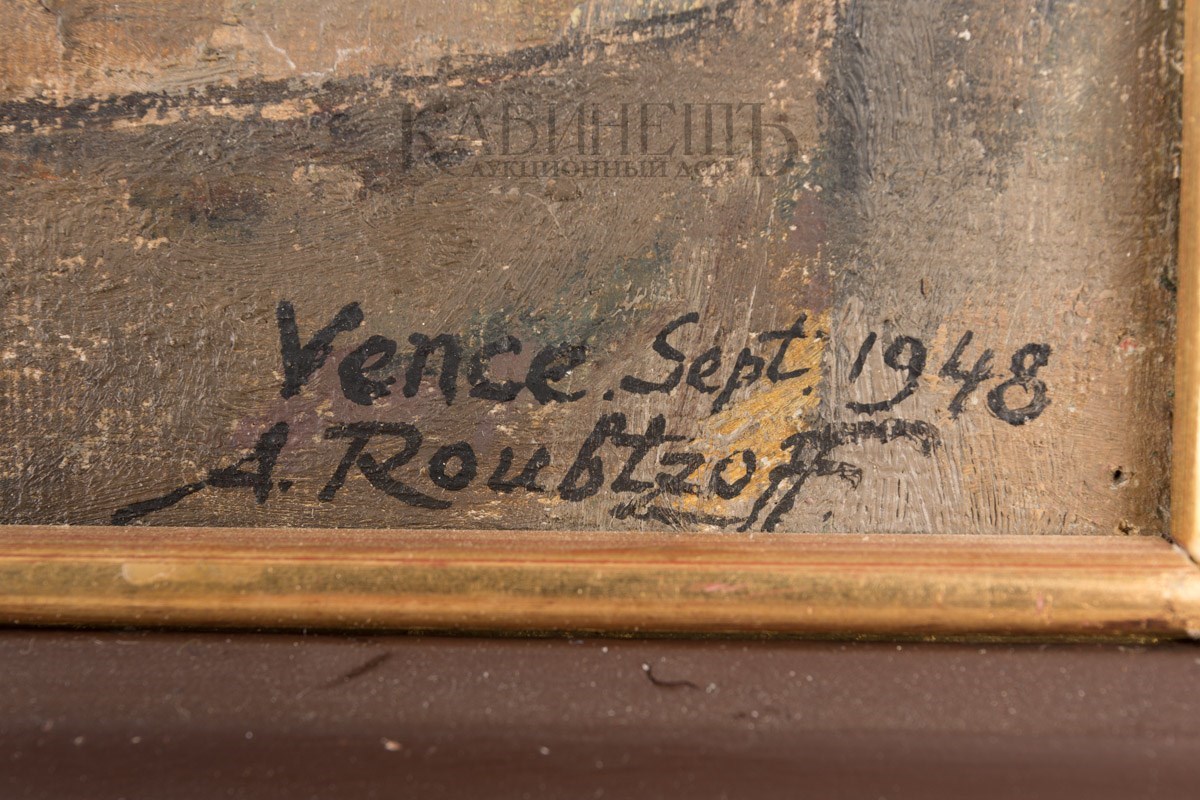 КАБИНЕТЪ
АУКЦИОННЫЙ ДОМ
Vence. Sept. 1948
A. Roubtzoff.